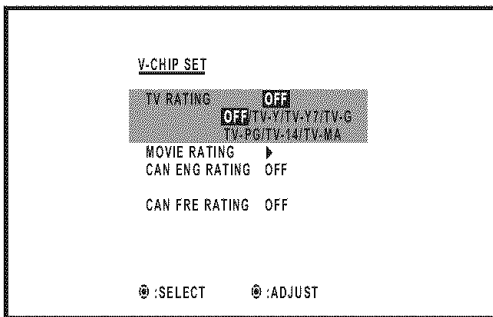 V-CHIP SET
TV RATING OFF
OFF/TV-Y/TV-Y7/TV-G
TV-PG/TV-14/TV-MA
MOVIE RATING ▶
CAN ENG RATING OFF
CAN FRE RATING OFF
:SELECT :ADJUST